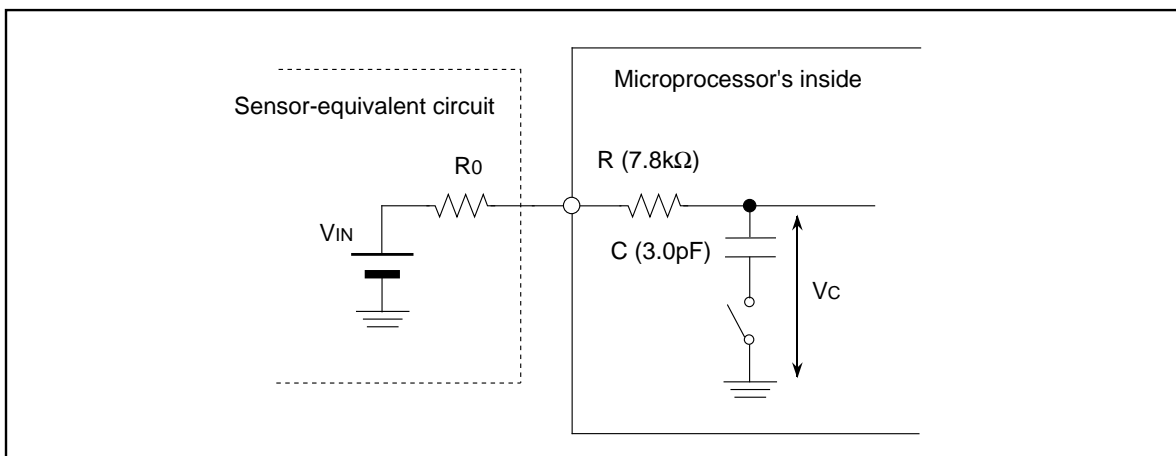 Microprocessor's inside
Sensor-equivalent circuit
R0
R (7.8kΩ)
VIN
C (3.0pF)
VC